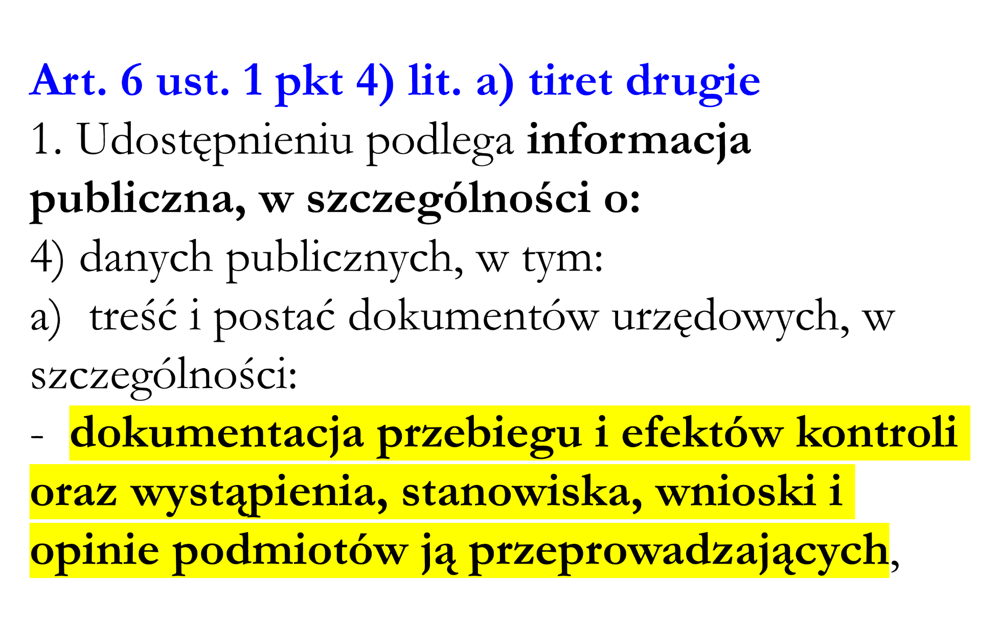 Art. 6 ust. 1 pkt 4) lit. a) tiret drugie
1. Udostępnieniu podlega informacja
publiczna, w szczególności o:
4) danych publicznych, w tym:
a) treść i postać dokumentów urzędowych, w
szczególności:
- dokumentacja przebiegu i efektów kontroli
oraz wystąpienia, stanowiska, wnioski i
opinie podmiotów ją przeprowadzających,